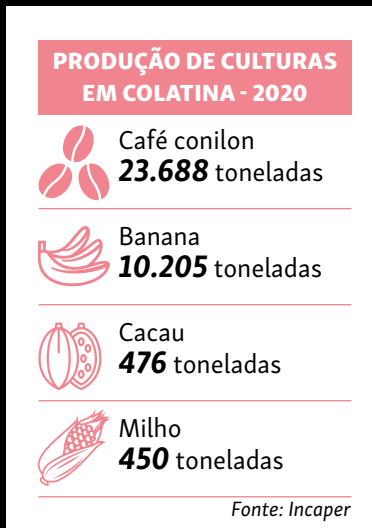 PRODUÇÃO DE CULTURAS
EM COLATINA - 2020
Café conilon
23.688 toneladas
Banana
10.205 toneladas
Cacau
476 toneladas
Milho
450 toneladas
Fonte: Incaper